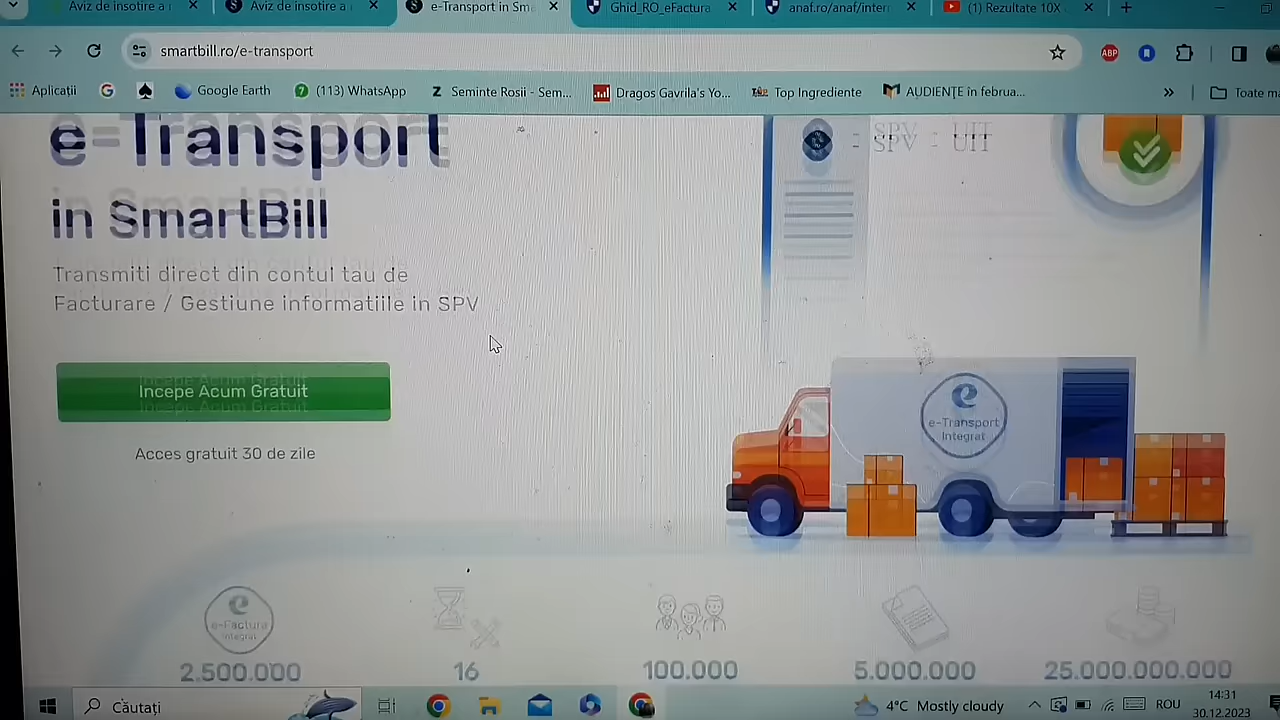 Aviz de insotire a
Aviz de insotire a
e-Transport in Sma
Ghid_RO_eFactura
anaf.ro/anaf/inter
(1) Rezultate 10X
smartbill.ro/e-transport
ABP
Aplicații
Google Earth
(113) WhatsApp
Seminte Rosii - Sem...
Dragos Gavrila's Yo...
Top Ingrediente
AUDIENȚE în februa...
Toate ma
e-Transport
in SmartBill
Transmiti direct din contul tau de
Facturare / Gestiune informatiile in SPV
SPV
UIT
Incepe Acum Gratuit
Acces gratuit 30 de zile
e-Transport
Integrat
e-Factura
Integrat
2.500.000
16
100.000
5.000.000
25.000.000.000
Căutați
4°C Mostly cloudy
ROU
14:31
30.12.2023